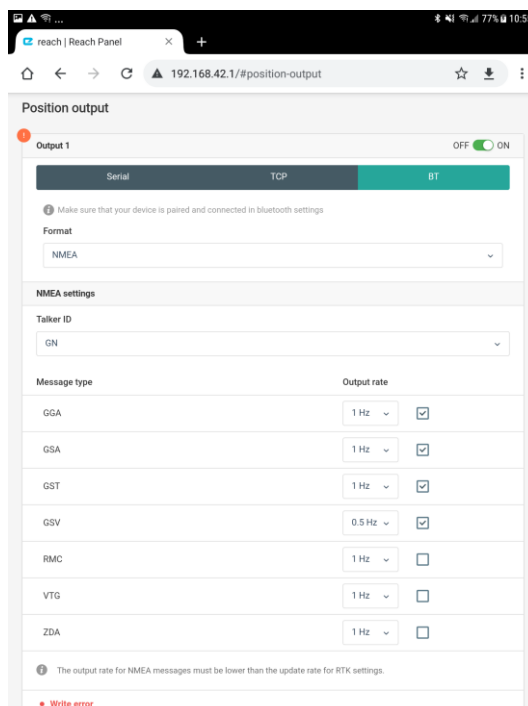 ...
77% 10:5
reach | Reach Panel
192.168.42.1/#position-output
Position output
Output 1 OFF ON
Serial TCP BT
Make sure that your device is paired and connected in bluetooth settings
Format
NMEA
NMEA settings
Talker ID
GN
Message type Output rate
GGA 1 Hz
GSA 1 Hz
GST 1 Hz
GSV 0.5 Hz
RMC 1 Hz
VTG 1 Hz
ZDA 1 Hz
The output rate for NMEA messages must be lower than the update rate for RTK settings.
Write error